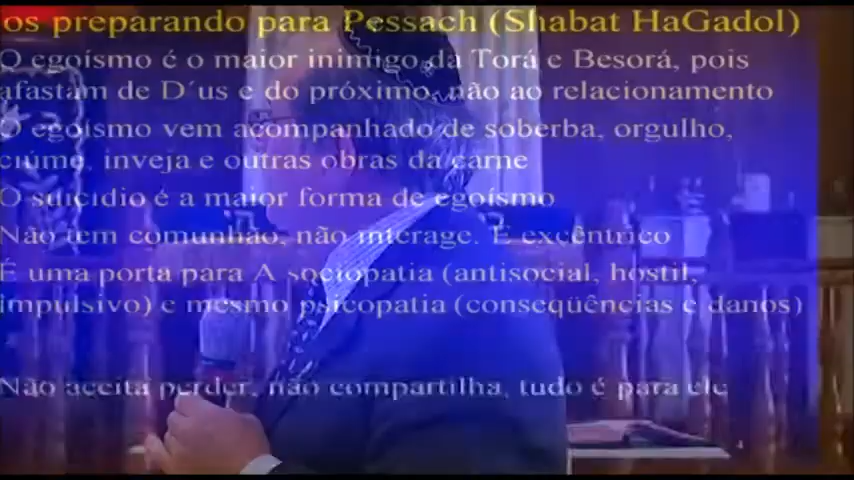 os preparando para Pessach (Shabat HaGadol)
O egoísmo é o maior inimigo da Torá e Besorá, pois
afastam de D´us e do próximo, não ao relacionamento
O egoísmo vem acompanhado de soberba, orgulho,
ciúme, inveja e outras obras da carne
O suicídio é a maior forma de egoísmo
Não tem comunhão, não interage. É excêntrico
É uma porta para A sociopatia (antisocial, hostil,
impulsivo) e mesmo psicopatia (conseqüências e danos)
Não aceita perder, não compartilha, tudo é para ele